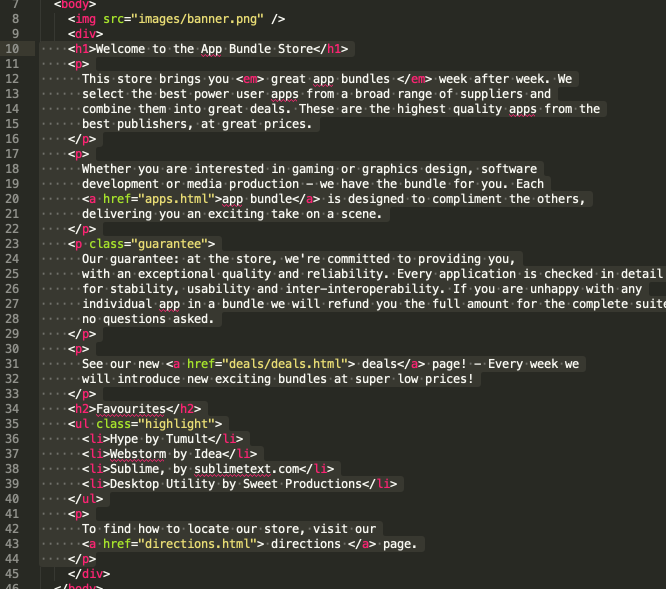 7 <body>
8 <img src="images/banner.png" />
9 <div>
10 <h1>Welcome to the App Bundle Store</h1>
11 <p>
12 This store brings you <em> great app bundles </em> week after week. We
13 select the best power user apps from a broad range of suppliers and
14 combine them into great deals. These are the highest quality apps from the
15 best publishers, at great prices.
16 </p>
17 <p>
18 Whether you are interested in gaming or graphics design, software
19 development or media production - we have the bundle for you. Each
20 <a href="apps.html">app bundle</a> is designed to compliment the others,
21 delivering you an exciting take on a scene.
22 </p>
23 <p class="guarantee">
24 Our guarantee: at the store, we're committed to providing you,
25 with an exceptional quality and reliability. Every application is checked in detail
26 for stability, usability and inter-interoperability. If you are unhappy with any
27 individual app in a bundle we will refund you the full amount for the complete suite
28 no questions asked.
29 </p>
30 <p>
31 See our new <a href="deals/deals.html"> deals</a> page! - Every week we
32 will introduce new exciting bundles at super low prices!
33 </p>
34 <h2>Favourites</h2>
35 <ul class="highlight">
36 <li>Hype by Tumult</li>
37 <li>Webstorm by Idea</li>
38 <li>Sublime, by sublimetext.com</li>
39 <li>Desktop Utility by Sweet Productions</li>
40 </ul>
41 <p>
42 To find how to locate our store, visit our
43 <a href="directions.html"> directions </a> page.
44 </p>
45 </div>
46 </body>